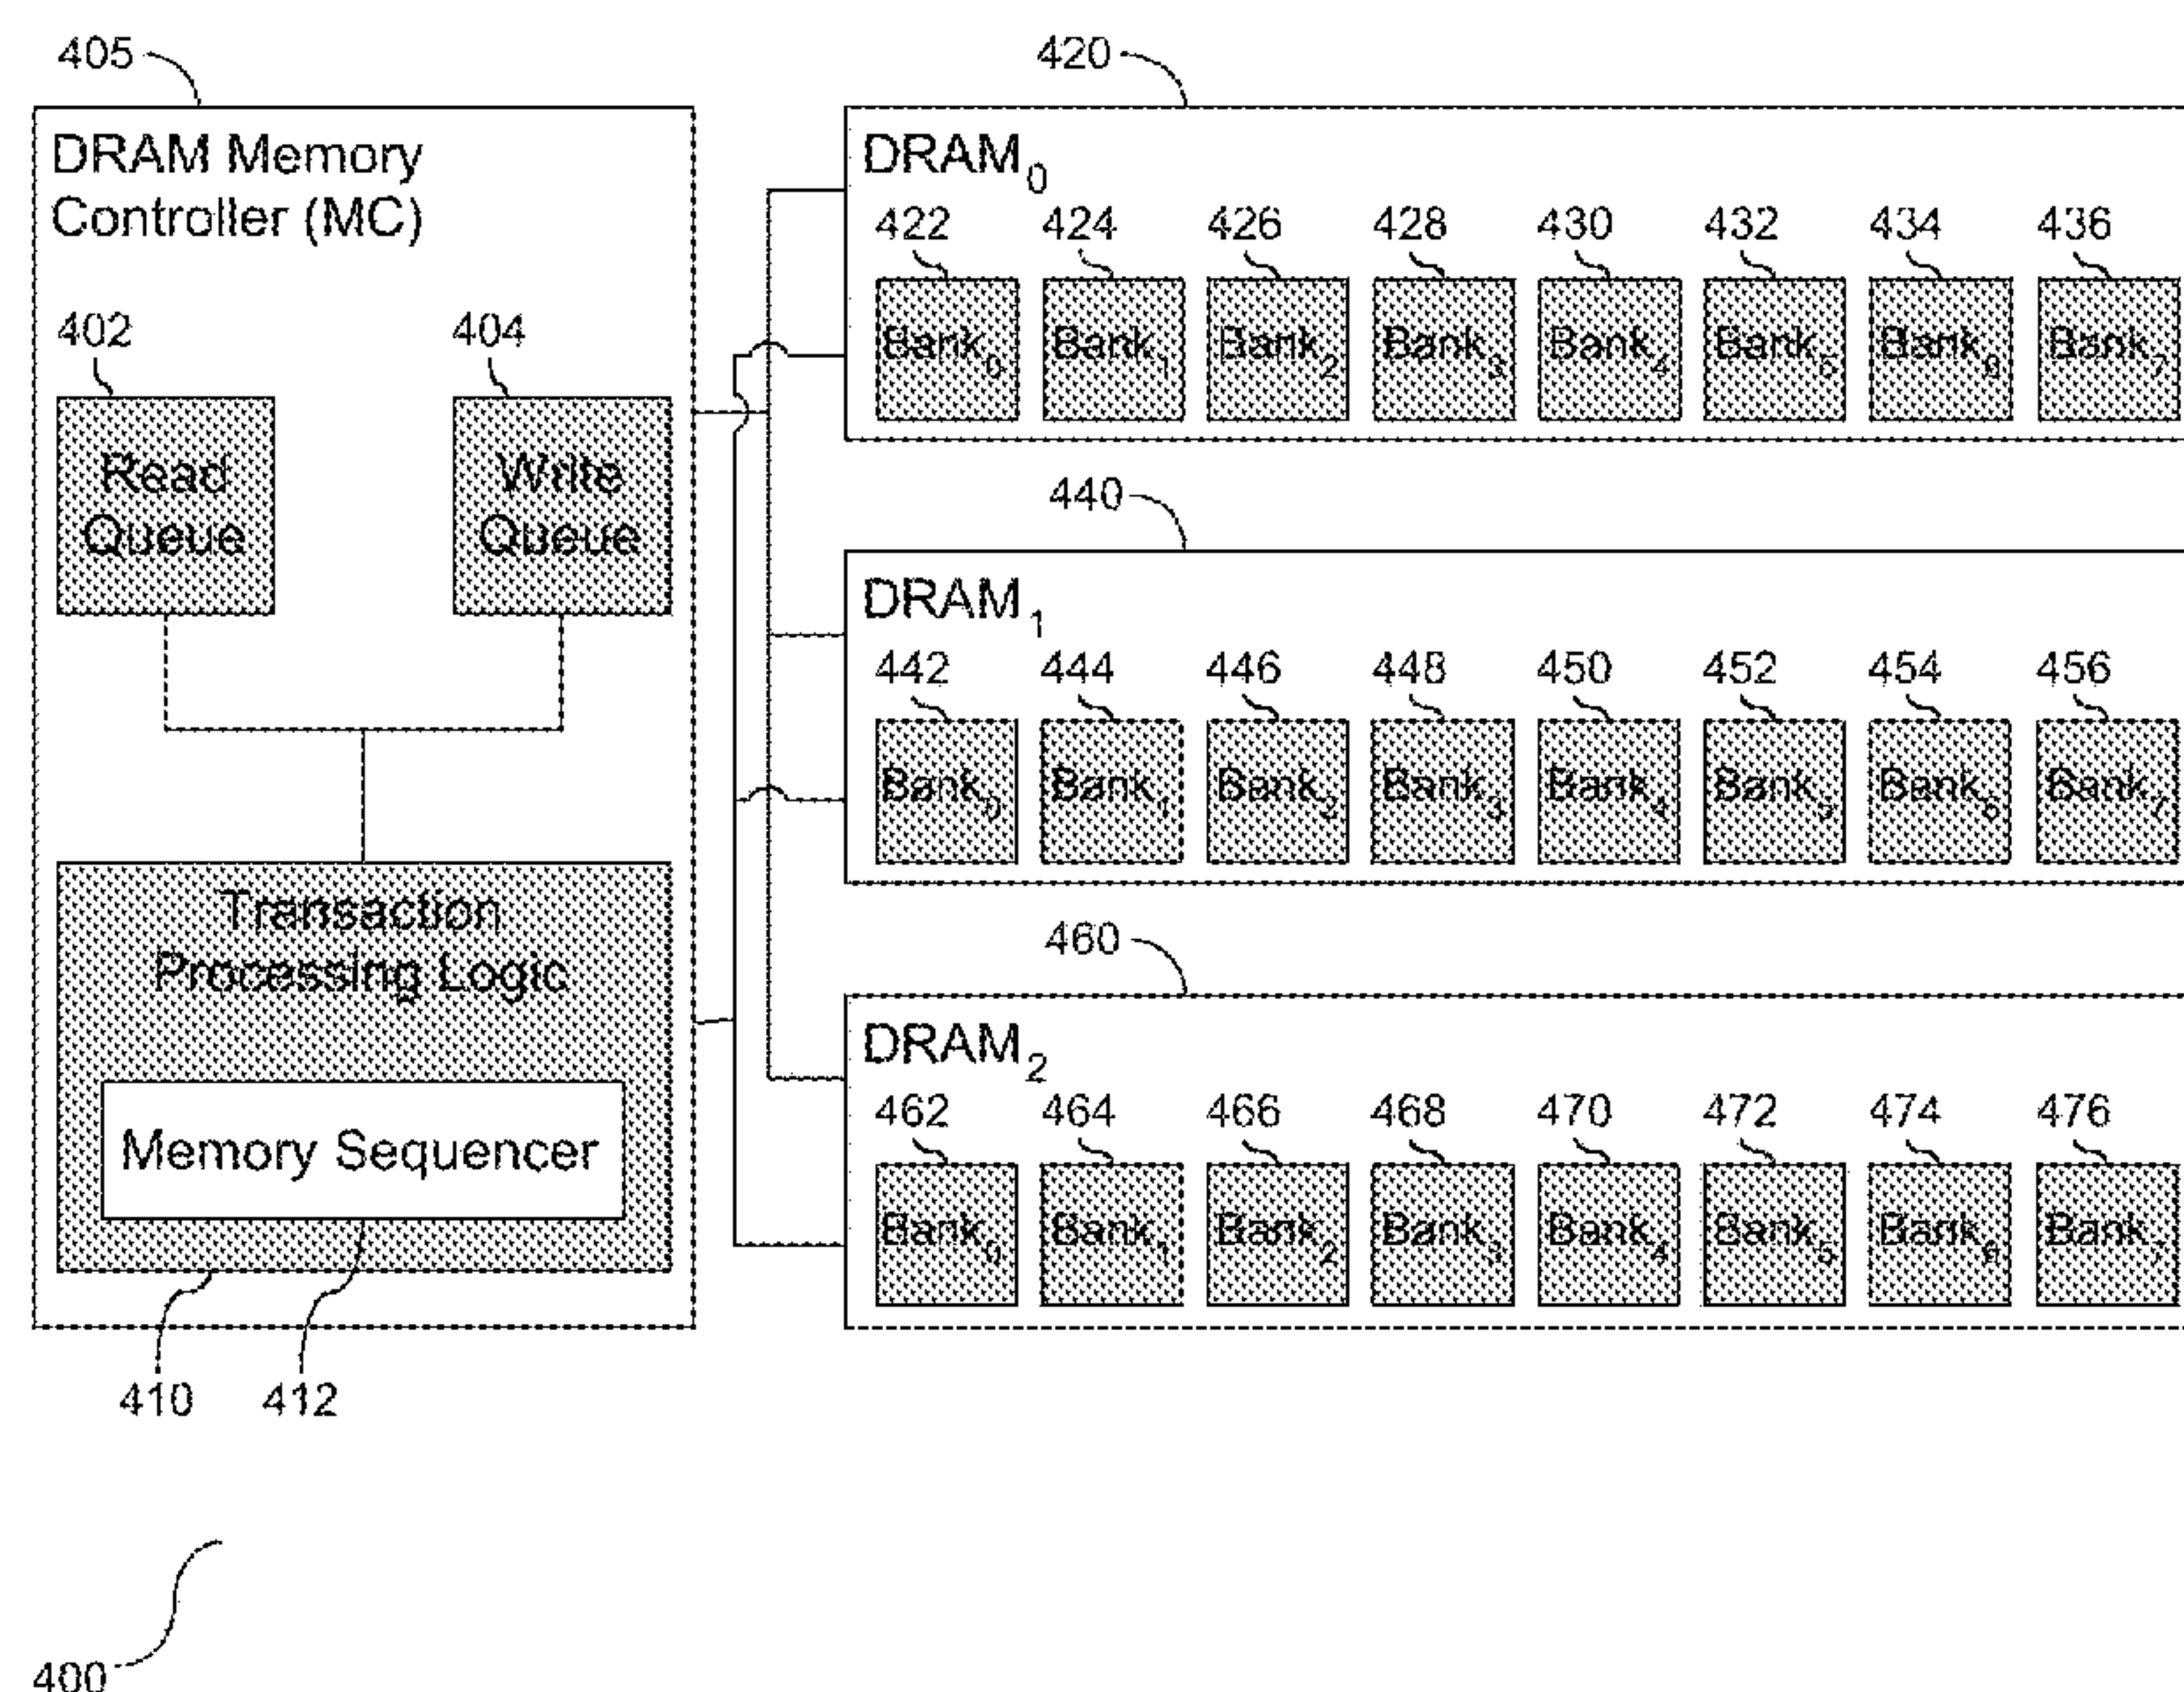 405
420
DRAM Memory
Controller (MC)
DRAM0
422 424 426 428 430 432 434 436
Bank0 Bank1 Bank2 Bank3 Bank4 Bank5 Bank6 Bank7
402 404
Read
Queue
Write
Queue
440
DRAM1
442 444 446 448 450 452 454 456
Bank0 Bank1 Bank2 Bank3 Bank4 Bank5 Bank6 Bank7
Transaction
Processing Logic
Memory Sequencer
460
DRAM2
462 464 466 468 470 472 474 476
Bank0 Bank1 Bank2 Bank3 Bank4 Bank5 Bank6 Bank7
410 412
400